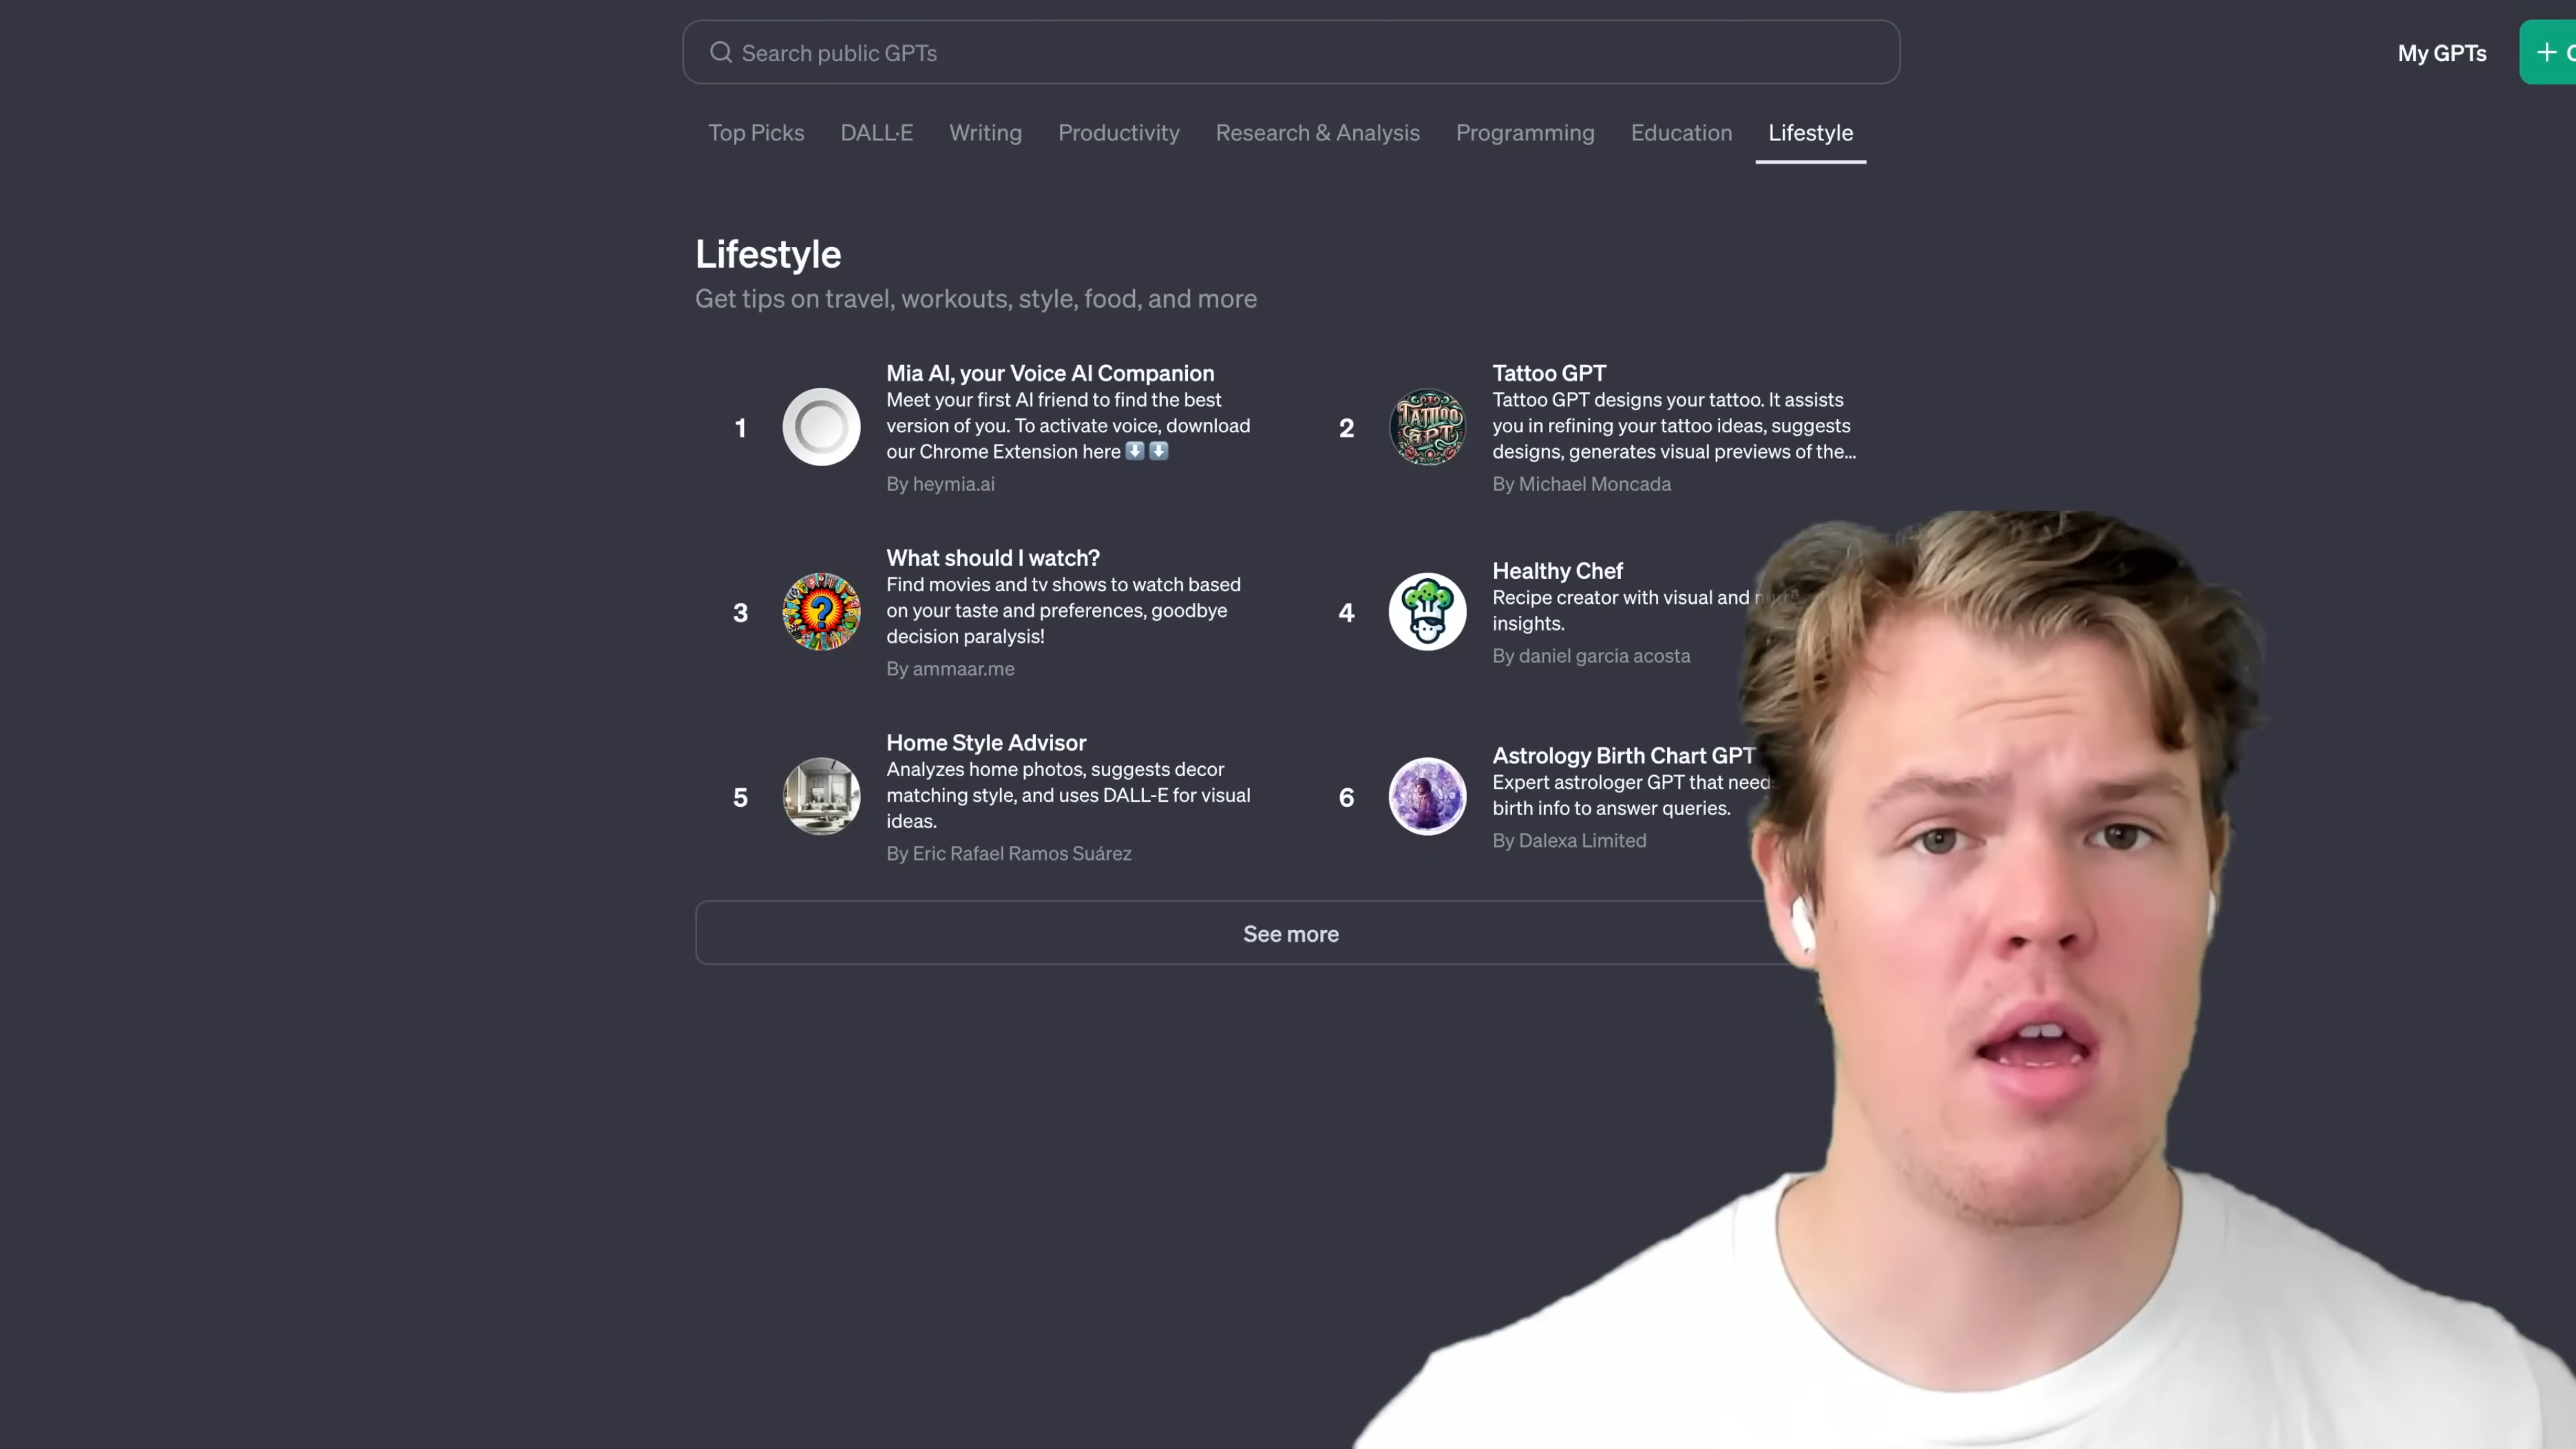 Search public GPTs
My GPTs
Top Picks
DALL·E
Writing
Productivity
Research & Analysis
Programming
Education
Lifestyle
Lifestyle
Get tips on travel, workouts, style, food, and more
1
Mia AI, your Voice AI Companion
Meet your first AI friend to find the best
version of you. To activate voice, download
our Chrome Extension here ⬇️ ⬇️
By heymia.ai
2
TATTOO
GPT
Tattoo GPT
Tattoo GPT designs your tattoo. It assists
you in refining your tattoo ideas, suggests
designs, generates visual previews of the...
By Michael Moncada
3
?
What should I watch?
Find movies and tv shows to watch based
on your taste and preferences, goodbye
decision paralysis!
By ammaar.me
4
Healthy Chef
Recipe creator with visual and
insights.
By daniel garcia acosta
5
Home Style Advisor
Analyzes home photos, suggests decor
matching style, and uses DALL-E for visual
ideas.
By Eric Rafael Ramos Suárez
6
Astrology Birth Chart GPT
Expert astrologer GPT that needs
birth info to answer queries.
By Dalexa Limited
See more